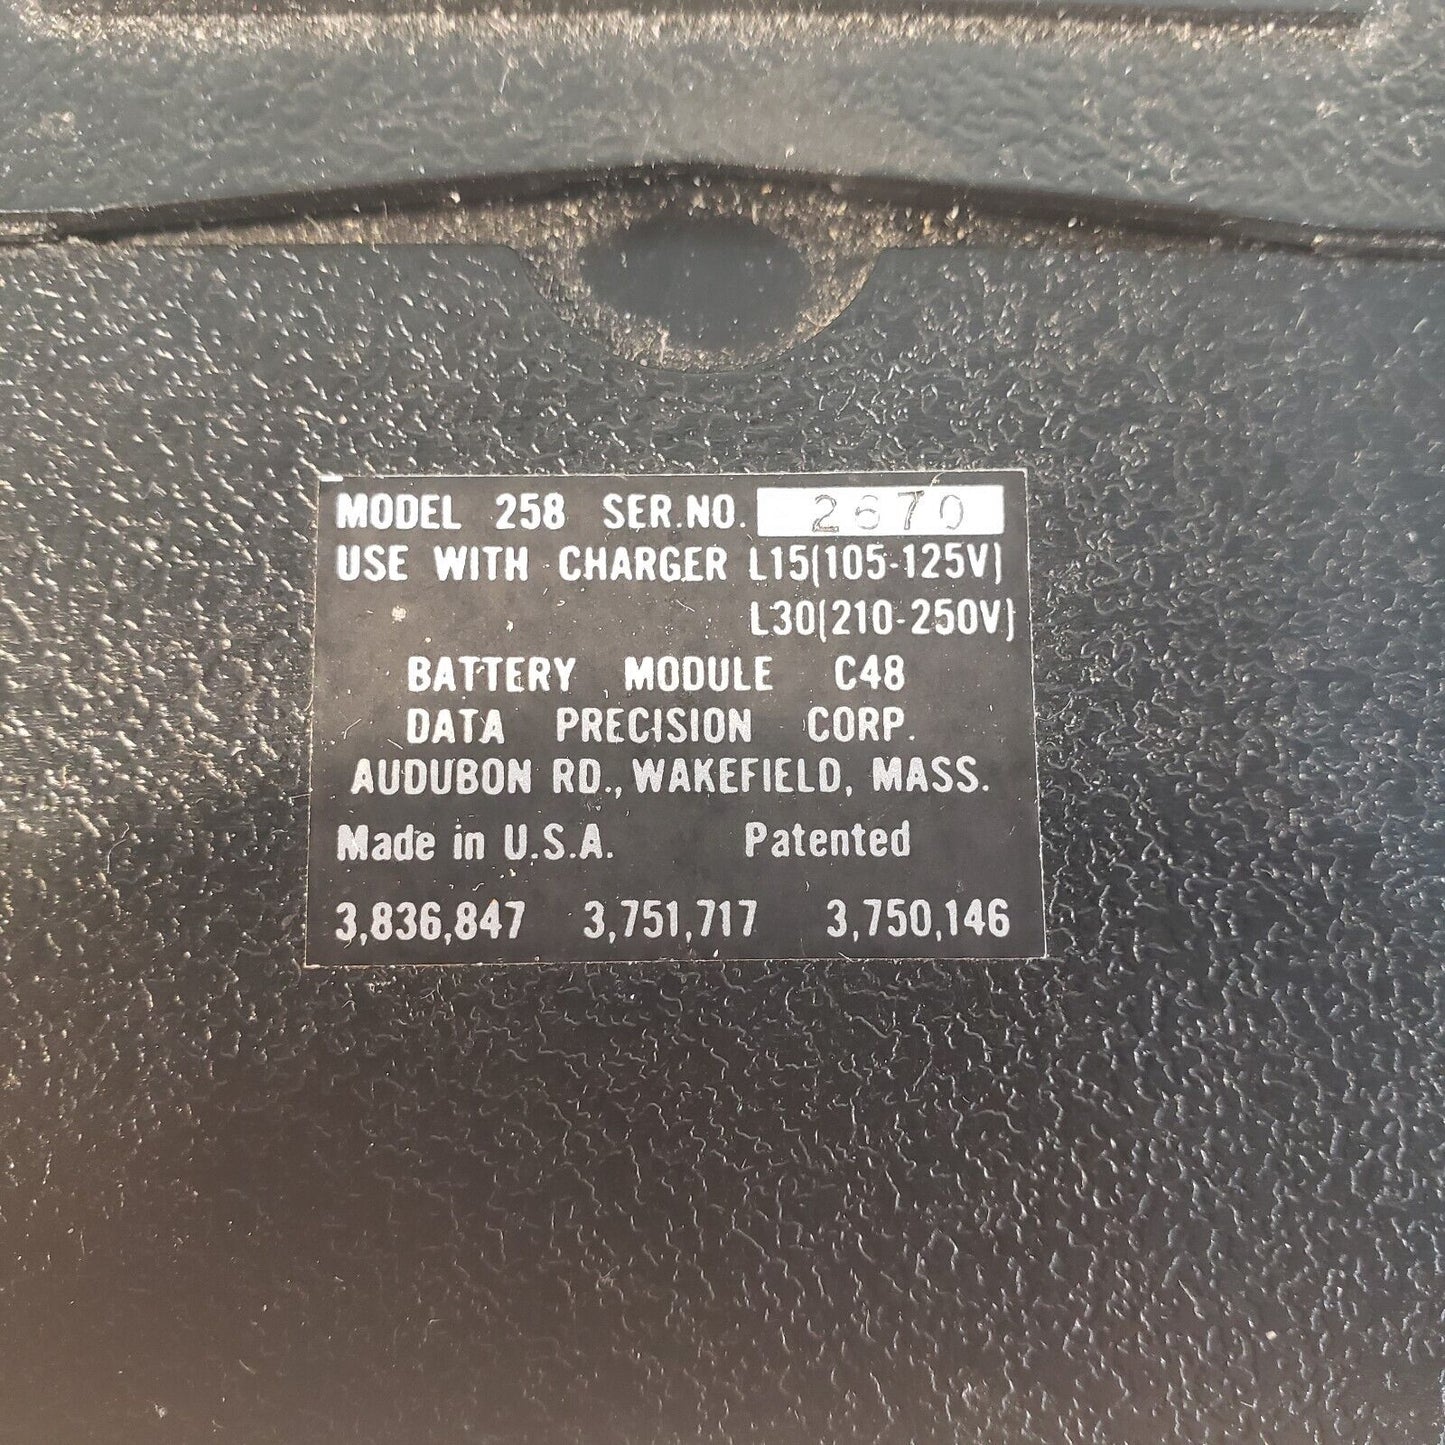 MODEL 258 SER.NO. 2670
USE WITH CHARGER L15(105-125V)
L30(210-250V)
BATTERY MODULE C48
DATA PRECISION CORP.
AUDUBON RD., WAKEFIELD, MASS.
Made in U.S.A. Patented
3,836,847 3,751,717 3,750,146